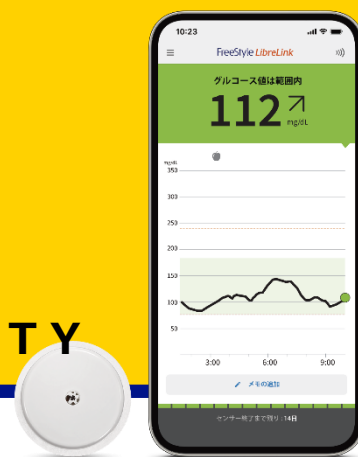 10:23
FreeStyle LibreLink
グルコース値は範囲内
112 mg/dL
mg/dL
350
300
250
200
150
100
50
3:00 6:00 9:00
メモの追加
センサー終了まで残り:14日
TY